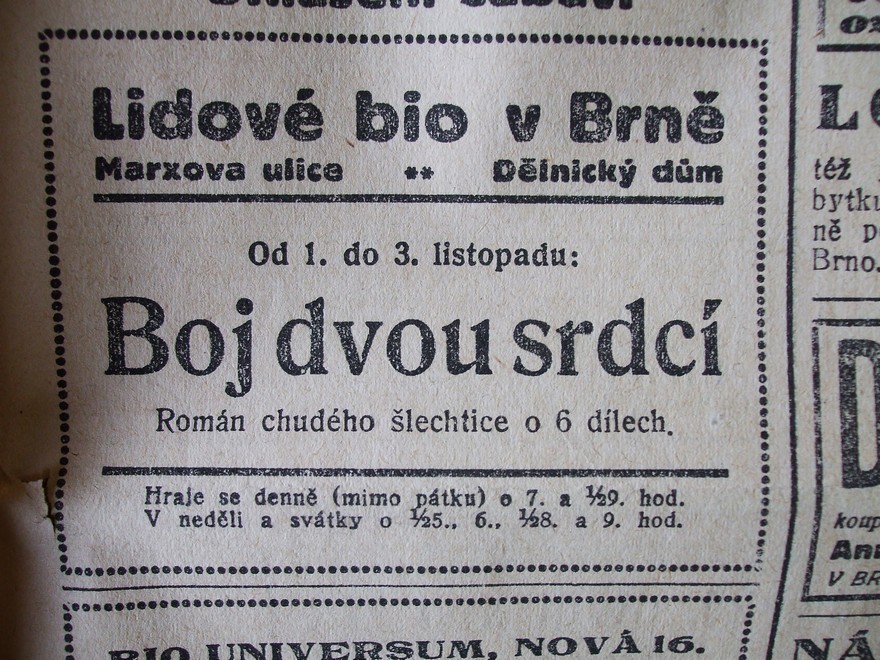 Lidové bio v Brně
Marxova ulice ** Dělnický dům
Od 1. do 3. listopadu:
Boj dvou srdcí
Román chudého šlechtice o 6 dílech.
Hraje se denně (mimo pátku) o 7. a ½9. hod.
V neděli a svátky o ½5., 6., ½8. a 9. hod.
BIO UNIVERSUM, NOVÁ 16.
též
ně
Brno.
V BR